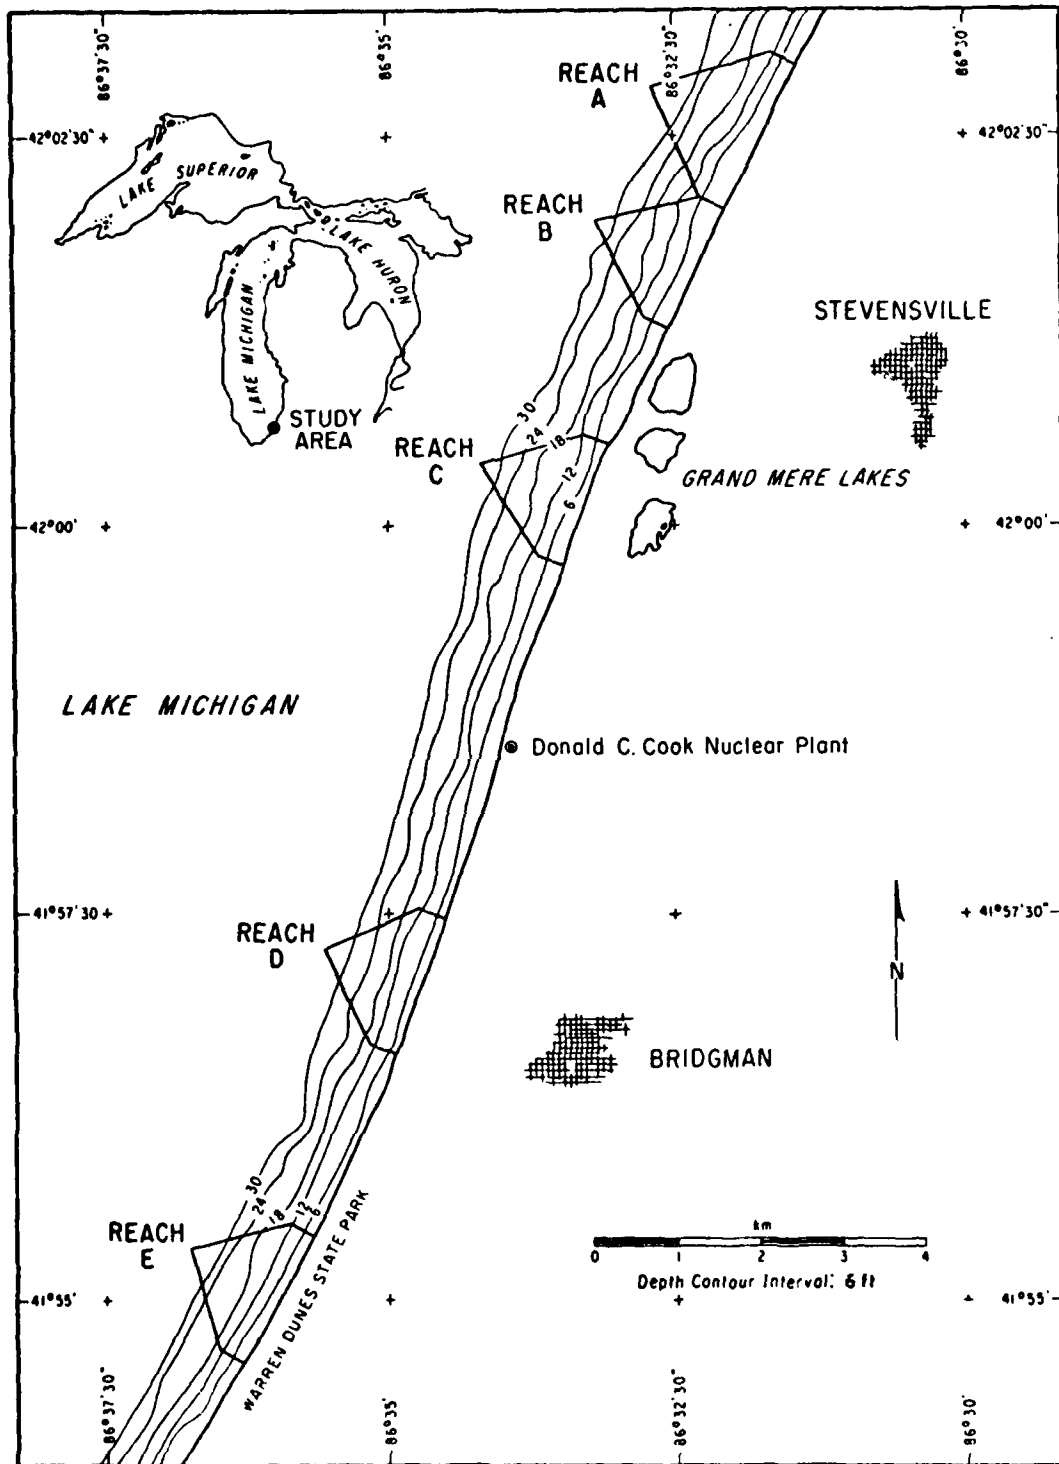 86°37'30"
86°35'
86°32'30"
86°30'
REACH
A
42°02'30"
42°02'30"
LAKE SUPERIOR
REACH
B
LAKE HURON
LAKE MICHIGAN
STEVENSVILLE
STUDY
AREA
30
24
18
12
6
REACH
C
GRAND MERE LAKES
42°00'
42°00'
LAKE MICHIGAN
Donald C. Cook Nuclear Plant
41°57'30"
41°57'30"
REACH
D
N
BRIDGMAN
30
24
18
12
6
REACH
E
WARREN DUNES STATE PARK
km
0 1 2 3 4
Depth Contour Interval: 6 ft
41°55'
41°55'
86°37'30"
86°35'
86°32'30"
86°30'